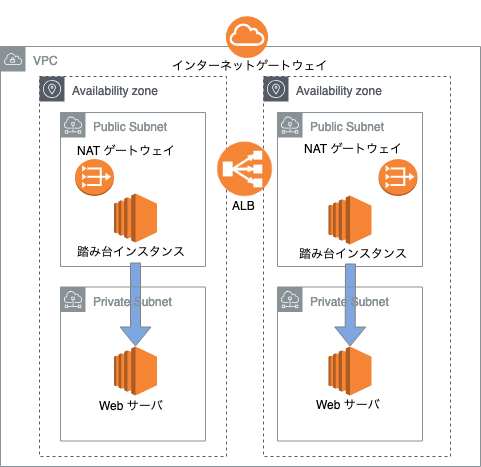 インターネットゲートウェイ
VPC
Availability zone
Availability zone
Public Subnet
Public Subnet
NAT ゲートウェイ
NAT ゲートウェイ
ALB
踏み台インスタンス
踏み台インスタンス
Private Subnet
Private Subnet
Web サーバ
Web サーバ